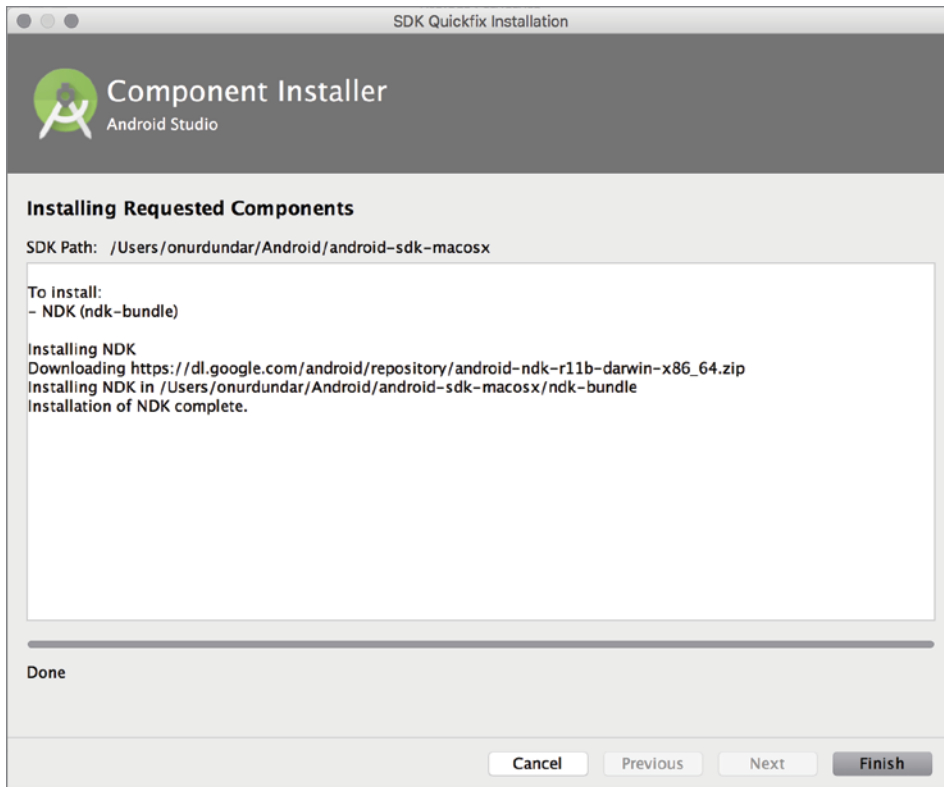 SDK Quickfix Installation
Component Installer
Android Studio
Installing Requested Components
SDK Path: /Users/onurdundar/Android/android-sdk-macosx
To install:
- NDK (ndk-bundle)
Installing NDK
Downloading https://dl.google.com/android/repository/android-ndk-r11b-darwin-x86_64.zip
Installing NDK in /Users/onurdundar/Android/android-sdk-macosx/ndk-bundle
Installation of NDK complete.
Done
Cancel Previous Next Finish